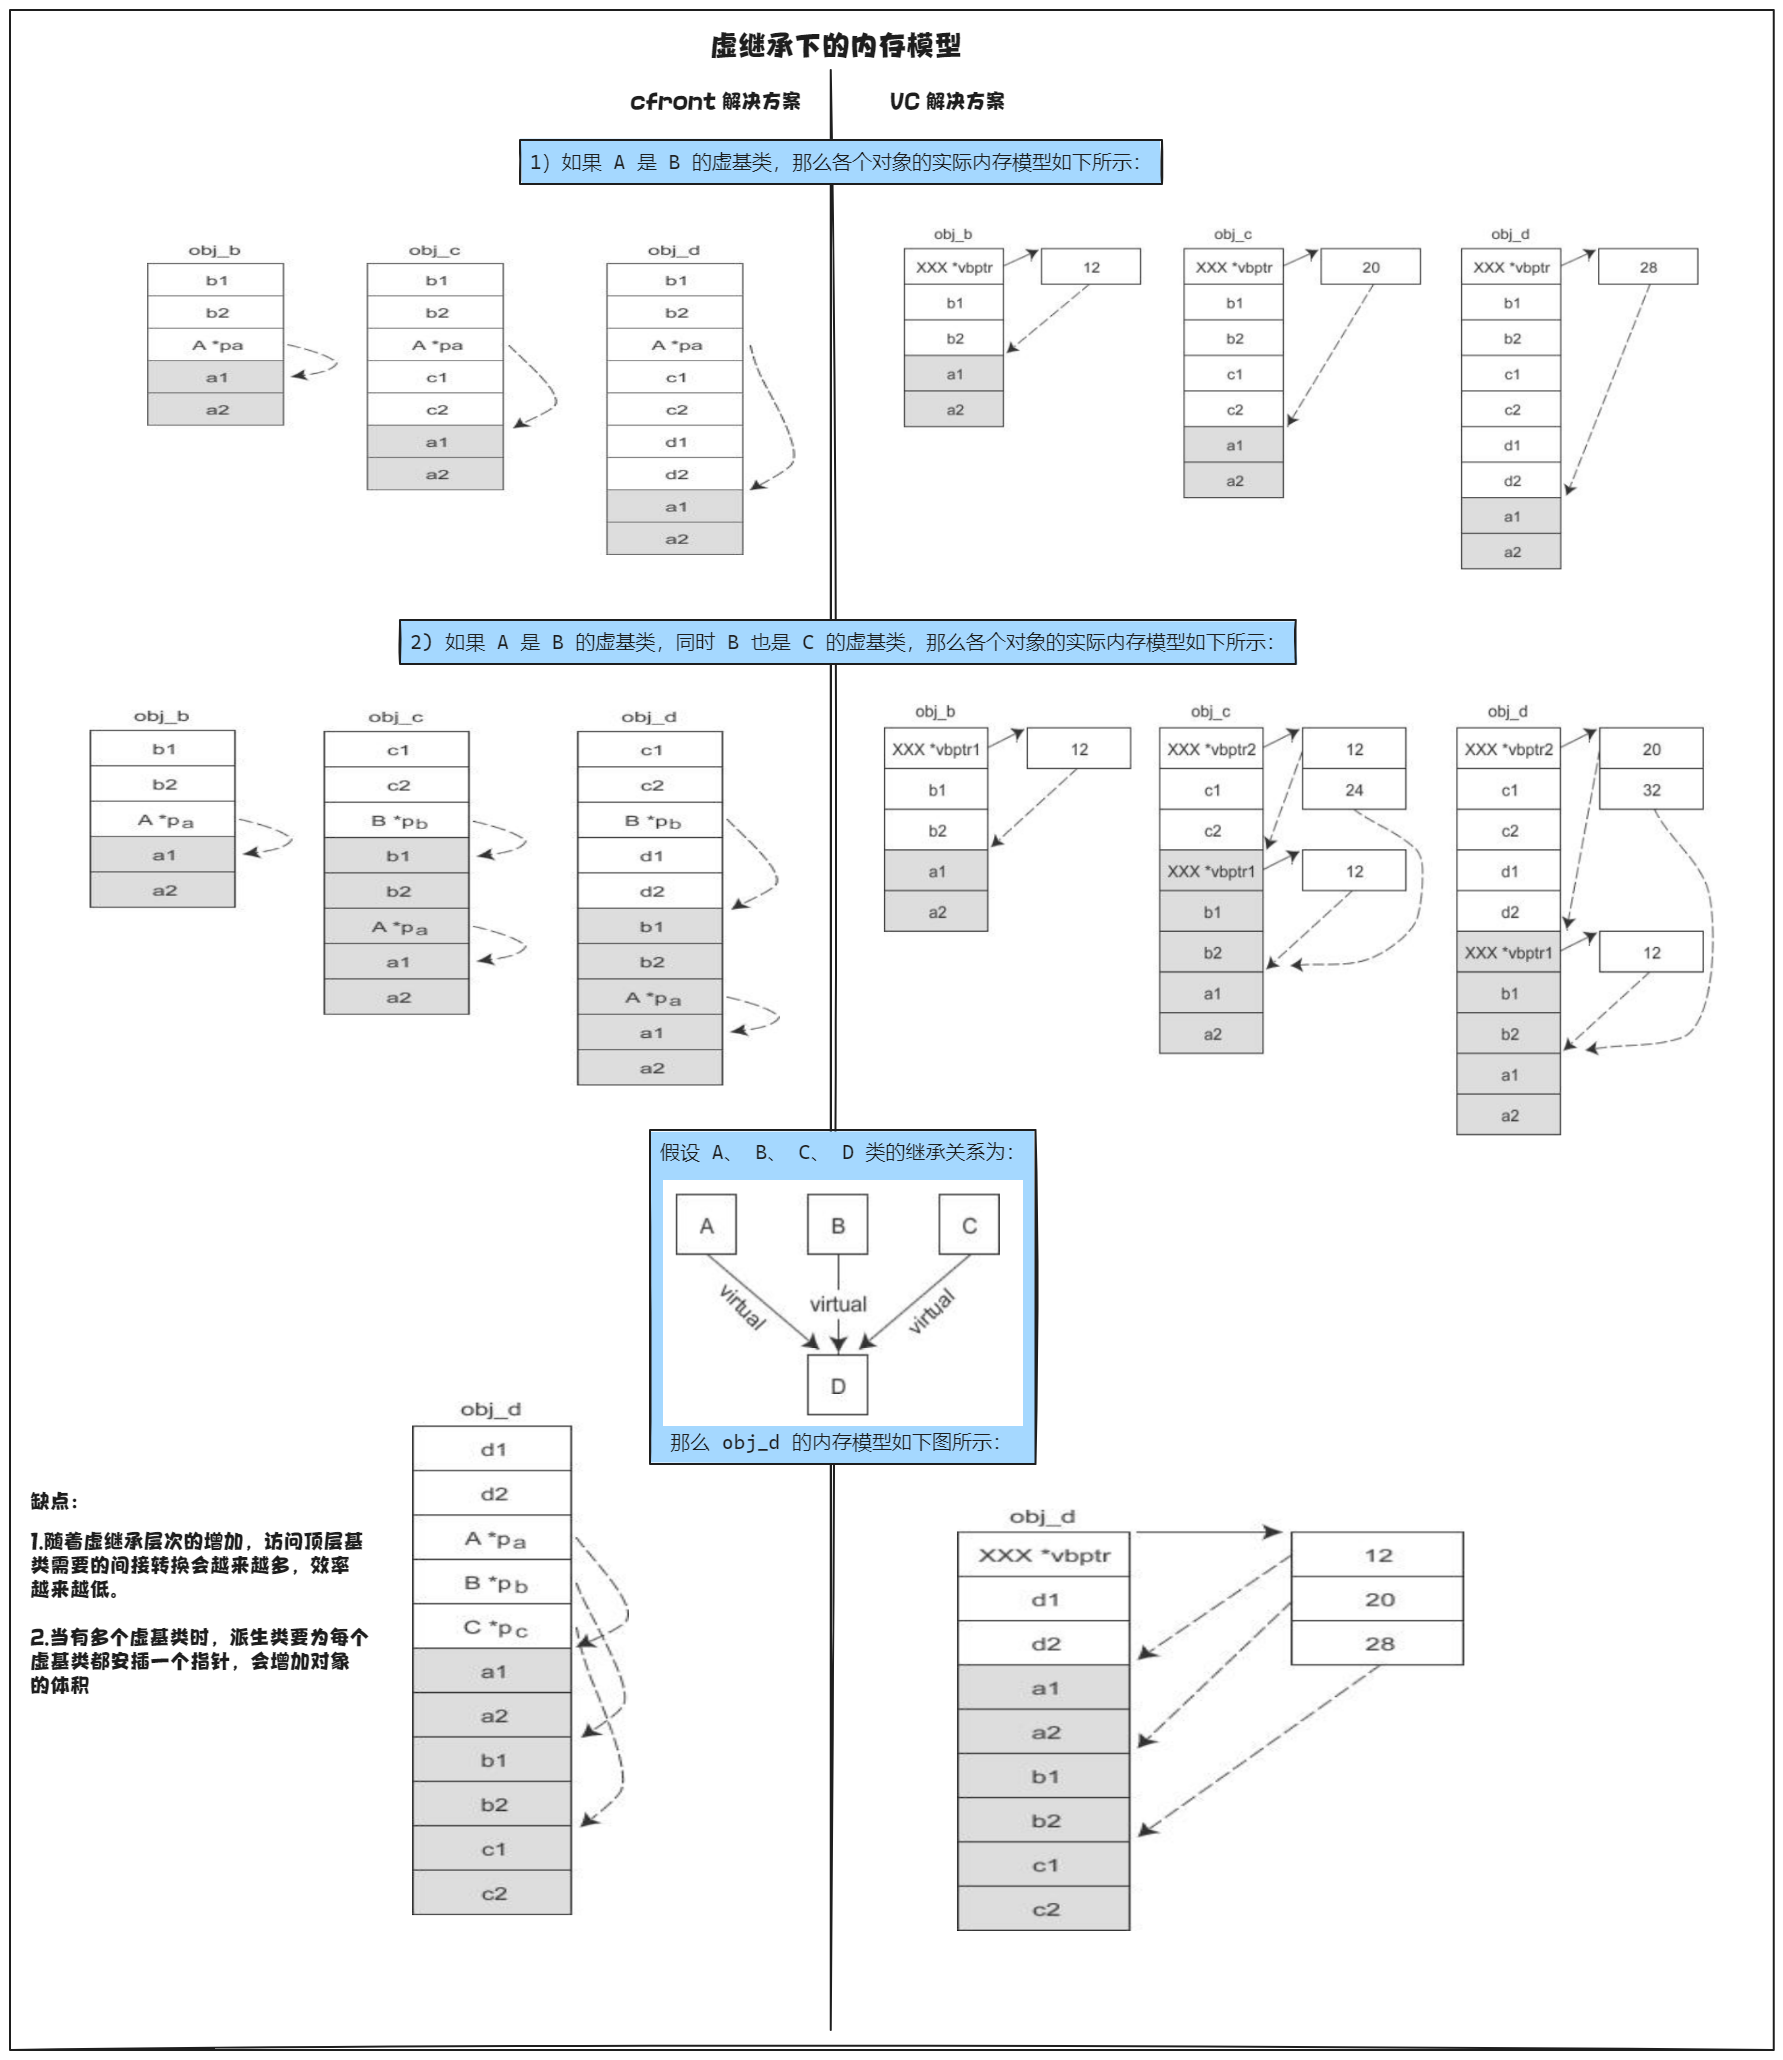 虚继承下的内存模型
cfront 解决方案
VC 解决方案
1) 如果 A 是 B 的虚基类，那么各个对象的实际内存模型如下所示：
obj_b
b1
b2
A *pa
a1
a2
obj_c
b1
b2
A *pa
c1
c2
a1
a2
obj_d
b1
b2
A *pa
c1
c2
d1
d2
a1
a2
obj_b
XXX *vbptr
12
b1
b2
a1
a2
obj_c
XXX *vbptr
20
b1
b2
c1
c2
a1
a2
obj_d
XXX *vbptr
28
b1
b2
c1
c2
d1
d2
a1
a2
2) 如果 A 是 B 的虚基类，同时 B 也是 C 的虚基类，那么各个对象的实际内存模型如下所示：
obj_b
b1
b2
A *pa
a1
a2
obj_c
c1
c2
B *pb
b1
b2
A *pa
a1
a2
obj_d
c1
c2
B *pb
d1
d2
b1
b2
A *pa
a1
a2
obj_b
XXX *vbptr1
12
b1
b2
a1
a2
obj_c
XXX *vbptr2
12
c1
24
c2
XXX *vbptr1
12
b1
b2
a1
a2
obj_d
XXX *vbptr2
20
c1
32
c2
d1
d2
XXX *vbptr1
12
b1
b2
a1
a2
假设 A、 B、 C、 D 类的继承关系为：
A
B
C
virtual
virtual
virtual
D
那么 obj_d 的内存模型如下图所示：
obj_d
d1
d2
A *pa
B *pb
C *pc
a1
a2
b1
b2
c1
c2
缺点：
1.随着虚继承层次的增加，访问顶层基
类需要的间接转换会越来越多，效率
越来越低。
2.当有多个虚基类时，派生类要为每个
虚基类都安插一个指针，会增加对象
的体积
obj_d
XXX *vbptr
12
d1
20
d2
28
a1
a2
b1
b2
c1
c2